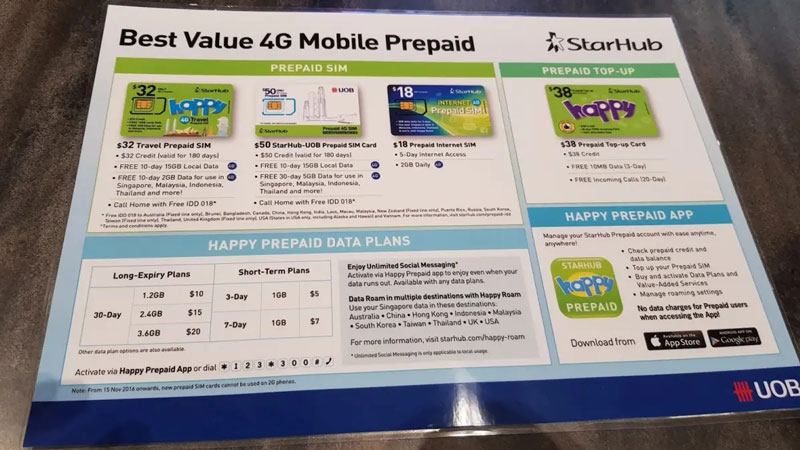 Best Value 4G Mobile Prepaid
StarHub
PREPAID SIM
$32
StarHub
happy
4G Travel
$50
StarHub
UOB
Prepaid 4G SIM
$18
StarHub
INTERNET 4G
Prepaid SIM
$32 Travel Prepaid SIM
• $32 Credit (valid for 180 days)
• FREE 10-day 15GB Local Data
• FREE 10-day 2GB Data for use in
Singapore, Malaysia, Indonesia,
Thailand and more!
• Call Home with Free IDD 018*
$50 StarHub-UOB Prepaid SIM Card
• $50 Credit (valid for 180 days)
• FREE 10-day 15GB Local Data
• FREE 30-day 5GB Data for use in
Singapore, Malaysia, Indonesia,
Thailand and more!
• Call Home with Free IDD 018*
$18 Prepaid Internet SIM
• 5-Day Internet Access
• 2GB Daily
* Free IDD 018 to Australia (Fixed line only), Brunei, Bangladesh, Canada, China, Hong Kong, India, Laos, Macau, Malaysia, New Zealand (Fixed line only), Puerto Rico, Russia, South Korea,
Taiwan (Fixed line only), Thailand, United Kingdom (Fixed line only), USA (States in USA only, including Alaska and Hawaii) and Vietnam. For more information, visit starhub.com/prepaid-idd
*Terms and conditions apply.
PREPAID TOP-UP
$38
StarHub
happy
$38 Prepaid Top-up Card
• $38 Credit
• FREE 10MB Data (3-Day)
• FREE Incoming Calls (20-Day)
HAPPY PREPAID APP
Manage your StarHub Prepaid account with ease anytime,
anywhere!
STARHUB
happy
PREPAID
• Check prepaid credit and
data balance
• Top up your Prepaid SIM
• Buy and activate Data Plans and
Value-Added Services
• Manage roaming settings
No data charges for Prepaid users
when accessing the App!
Download from
Available on the
App Store
ANDROID APP ON
Google play
HAPPY PREPAID DATA PLANS
Long-Expiry Plans
Short-Term Plans
30-Day
1.2GB $10
2.4GB $15
3.6GB $20
3-Day 1GB $5
7-Day 1GB $7
Other data plan options are also available.
Activate via Happy Prepaid App or dial * 1 2 3 * 3 0 0 #
Enjoy Unlimited Social Messaging*
Activate via Happy Prepaid app to enjoy even when your
data runs out. Available with any data plans.
Data Roam in multiple destinations with Happy Roam
Use your Singapore data in these destinations:
Australia • China • Hong Kong • Indonesia • Malaysia
• South Korea • Taiwan • Thailand • UK • USA
For more information, visit starhub.com/happy-roam
* Unlimited Social Messaging is only applicable to local usage.
Note: From 15 Nov 2016 onwards, new prepaid SIM cards cannot be used on 2G phones.
UOB